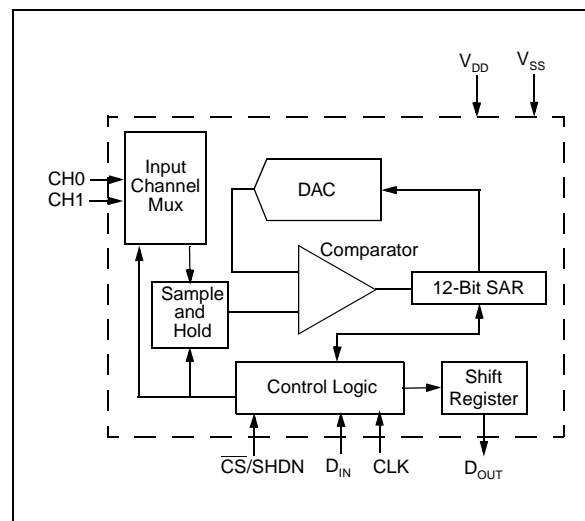 V_DD V_SS
Input
Channel
Mux
CH0
CH1
DAC
Comparator
Sample
and
Hold
12-Bit SAR
Control Logic
Shift
Register
C̅S̅/SHDN D_IN CLK D_OUT